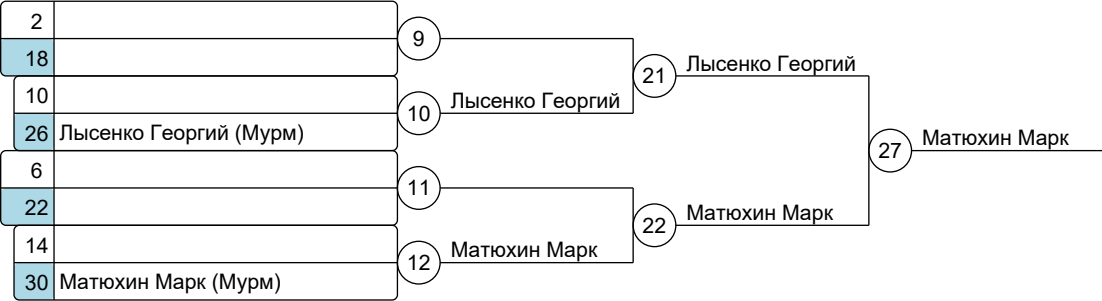 2
9
18
21 Лысенко Георгий
10
10 Лысенко Георгий
26 Лысенко Георгий (Мурм)
27 Матюхин Марк
6
11
22
22 Матюхин Марк
14
12 Матюхин Марк
30 Матюхин Марк (Мурм)